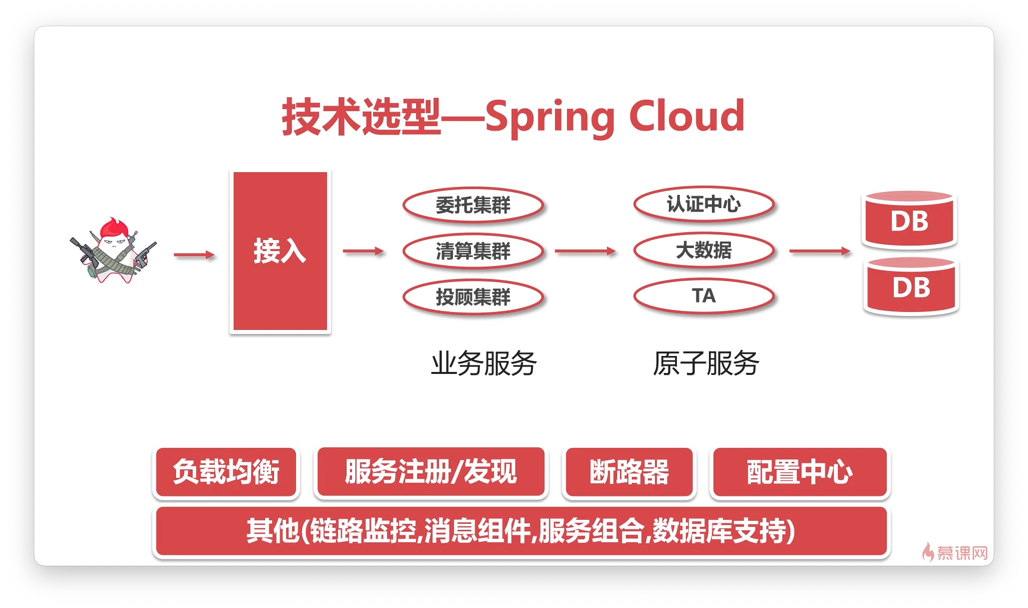 技术选型—Spring Cloud
接入
委托集群
清算集群
投顾集群
业务服务
认证中心
大数据
TA
原子服务
DB
DB
负载均衡
服务注册/发现
断路器
配置中心
其他(链路监控,消息组件,服务组合,数据库支持)
慕课网